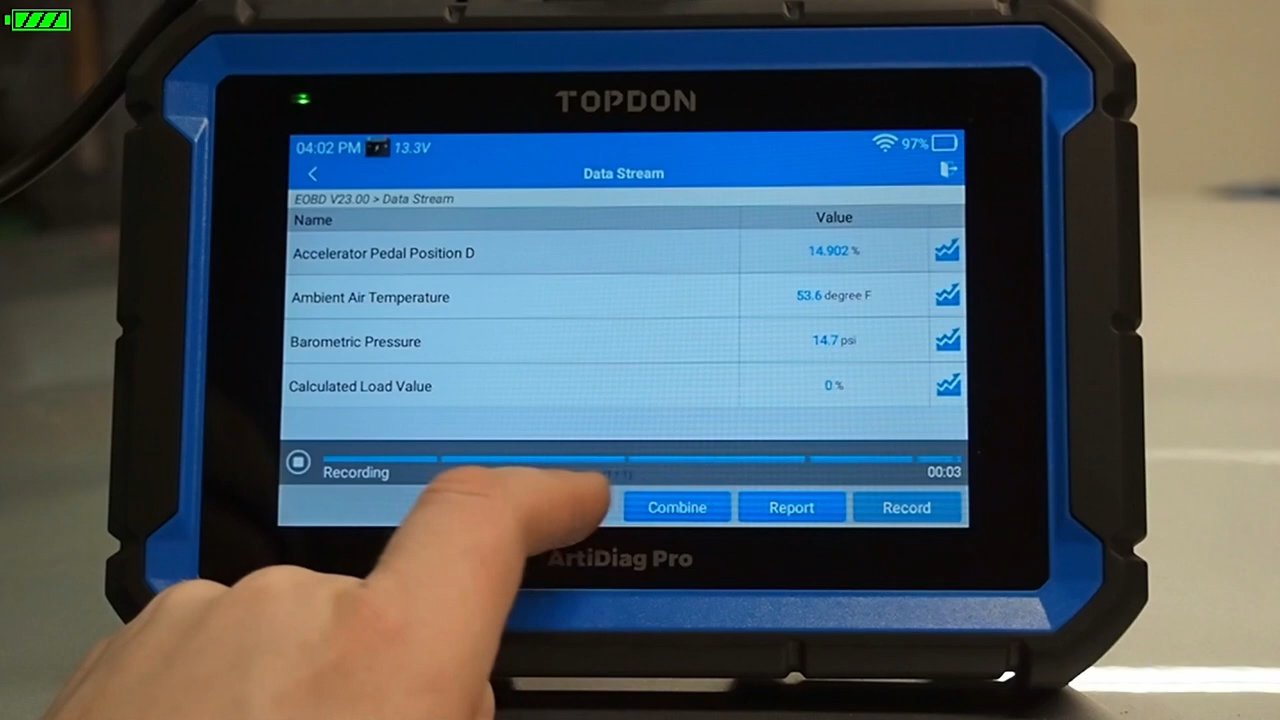 TOPDON
04:02 PM 13.3V 97%
Data Stream
EOBD V23.00 > Data Stream
Name Value
Accelerator Pedal Position D 14.902 %
Ambient Air Temperature 53.6 degree F
Barometric Pressure 14.7 psi
Calculated Load Value 0 %
Recording 00:03
Combine Report Record
ArtiDiag Pro